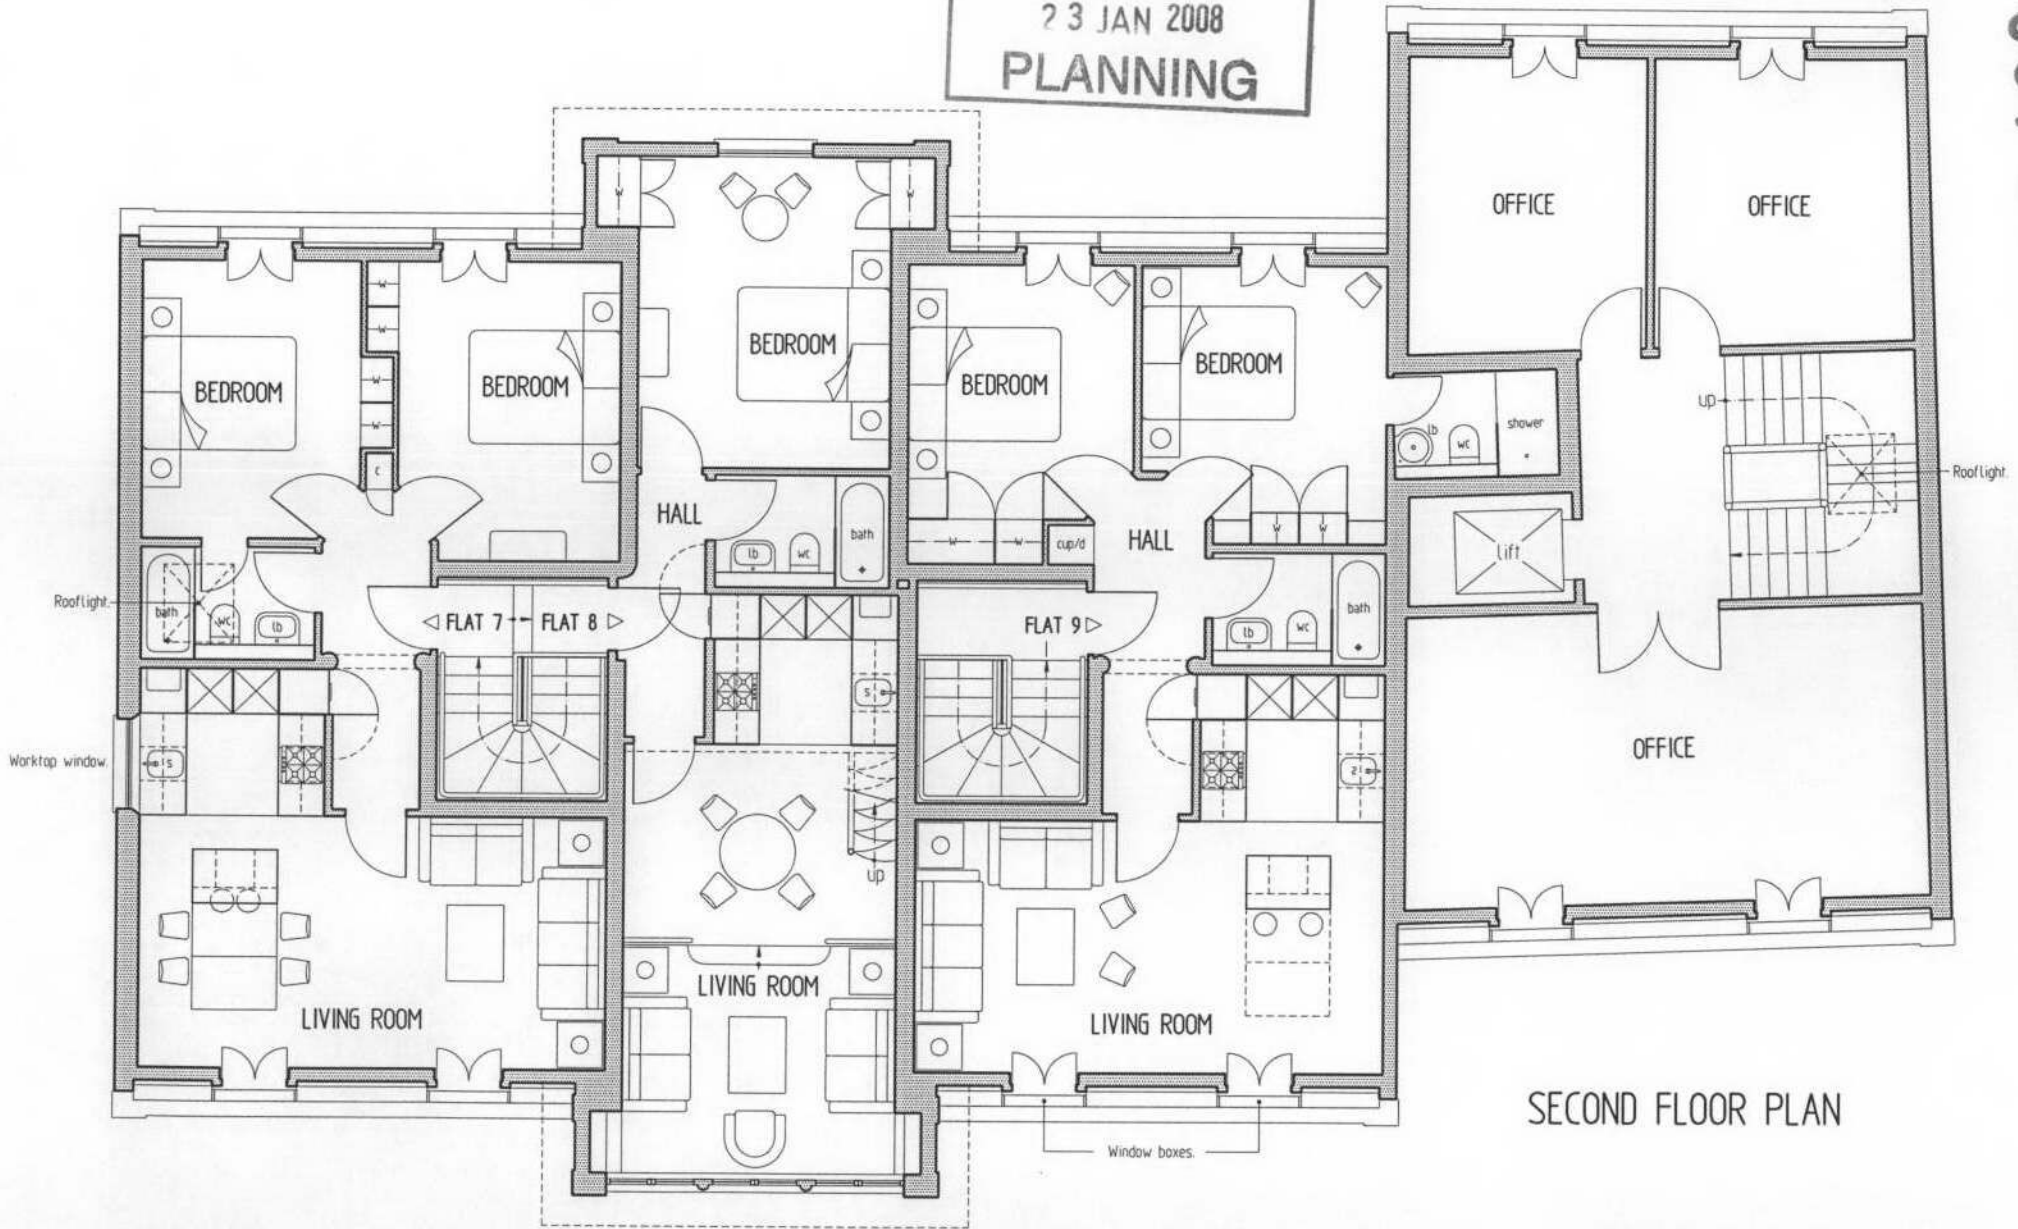 23 JAN 2008
PLANNING
OFFICE
OFFICE
W
W
BEDROOM
BEDROOM
BEDROOM
BEDROOM
BEDROOM
W
W
W
W
C
up
lb
WC
shower
Rooflight.
HALL
lb
WC
bath
W
W
cup/d
HALL
W
W
lift
Rooflight.
bath
WC
lb
FLAT 7
FLAT 8
FLAT 9
lb
WC
bath
Worktop window.
S
S
S
OFFICE
up
LIVING ROOM
LIVING ROOM
LIVING ROOM
Window boxes.
SECOND FLOOR PLAN